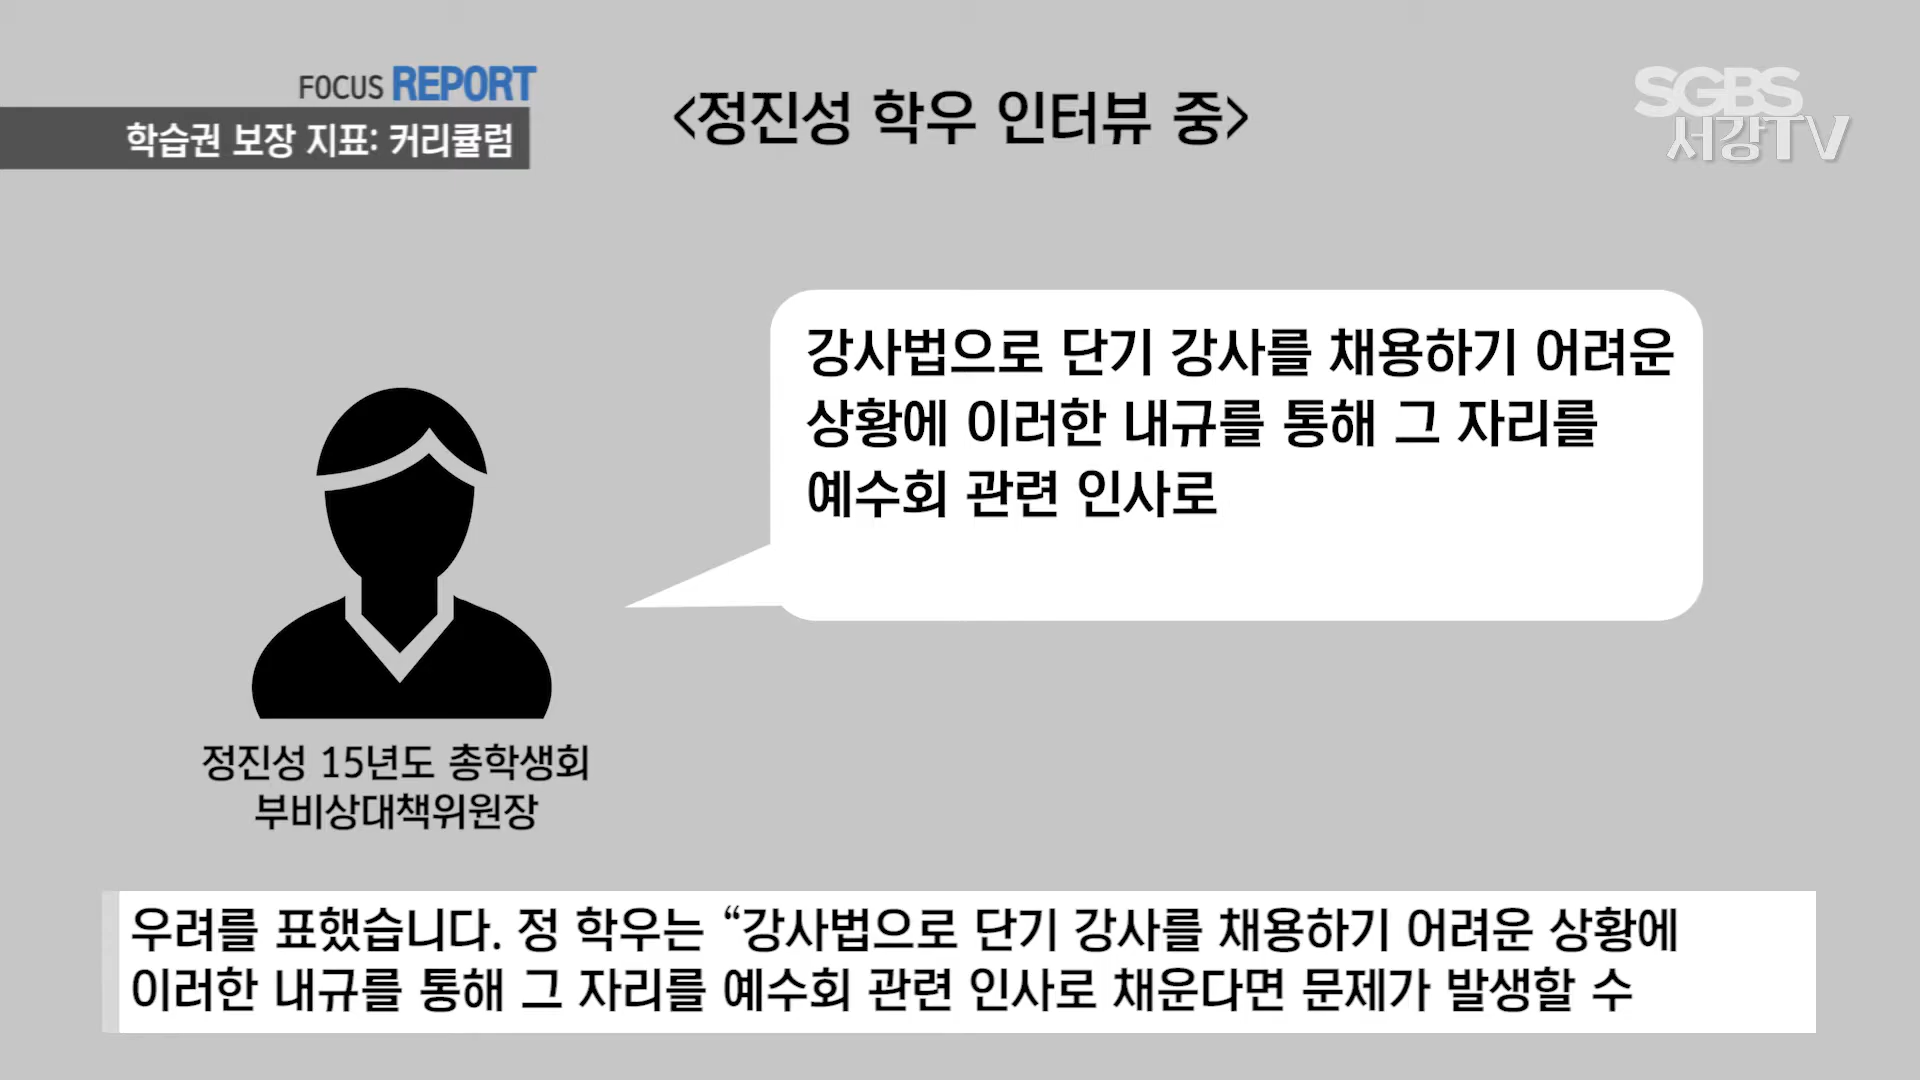 FOCUS REPORT
학습권 보장 지표: 커리큘럼
<정진성 학우 인터뷰 중>
SGBS
서강TV
강사법으로 단기 강사를 채용하기 어려운
상황에 이러한 내규를 통해 그 자리를
예수회 관련 인사로
정진성 15년도 총학생회
부비상대책위원장
우려를 표했습니다. 정 학우는 “강사법으로 단기 강사를 채용하기 어려운 상황에
이러한 내규를 통해 그 자리를 예수회 관련 인사로 채운다면 문제가 발생할 수